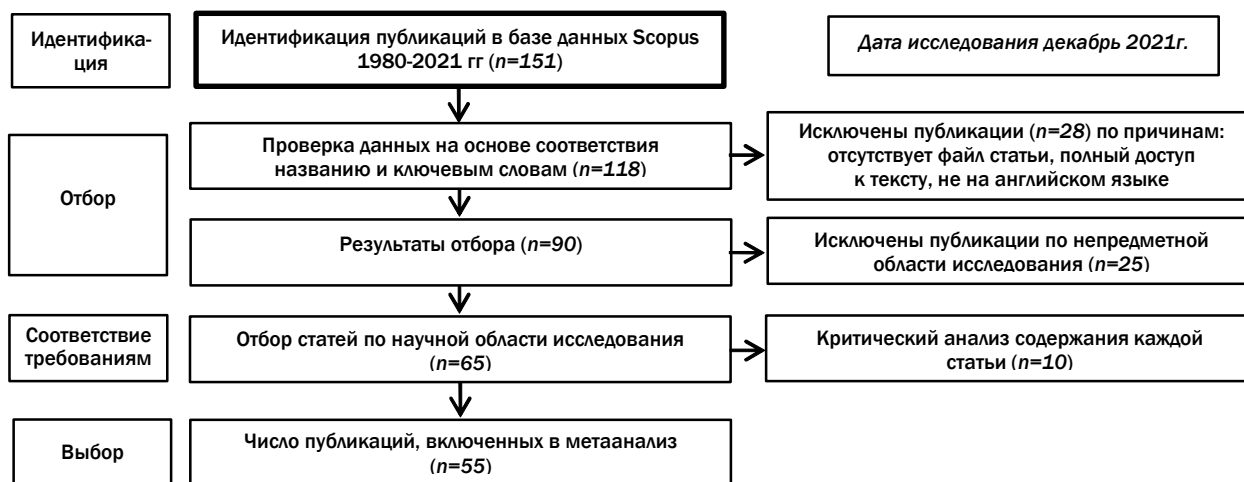 Идентифика-
ция
Идентификация публикаций в базе данных Scopus
1980-2021 гг (n=151)
Дата исследования декабрь 2021г.
Отбор
Проверка данных на основе соответствия
названию и ключевым словам (n=118)
Исключены публикации (n=28) по причинам:
отсутствует файл статьи, полный доступ
к тексту, не на английском языке
Результаты отбора (n=90)
Исключены публикации по непредметной
области исследования (n=25)
Соответствие
требованиям
Отбор статей по научной области исследования
(n=65)
Критический анализ содержания каждой
статьи (n=10)
Выбор
Число публикаций, включенных в метаанализ
(n=55)